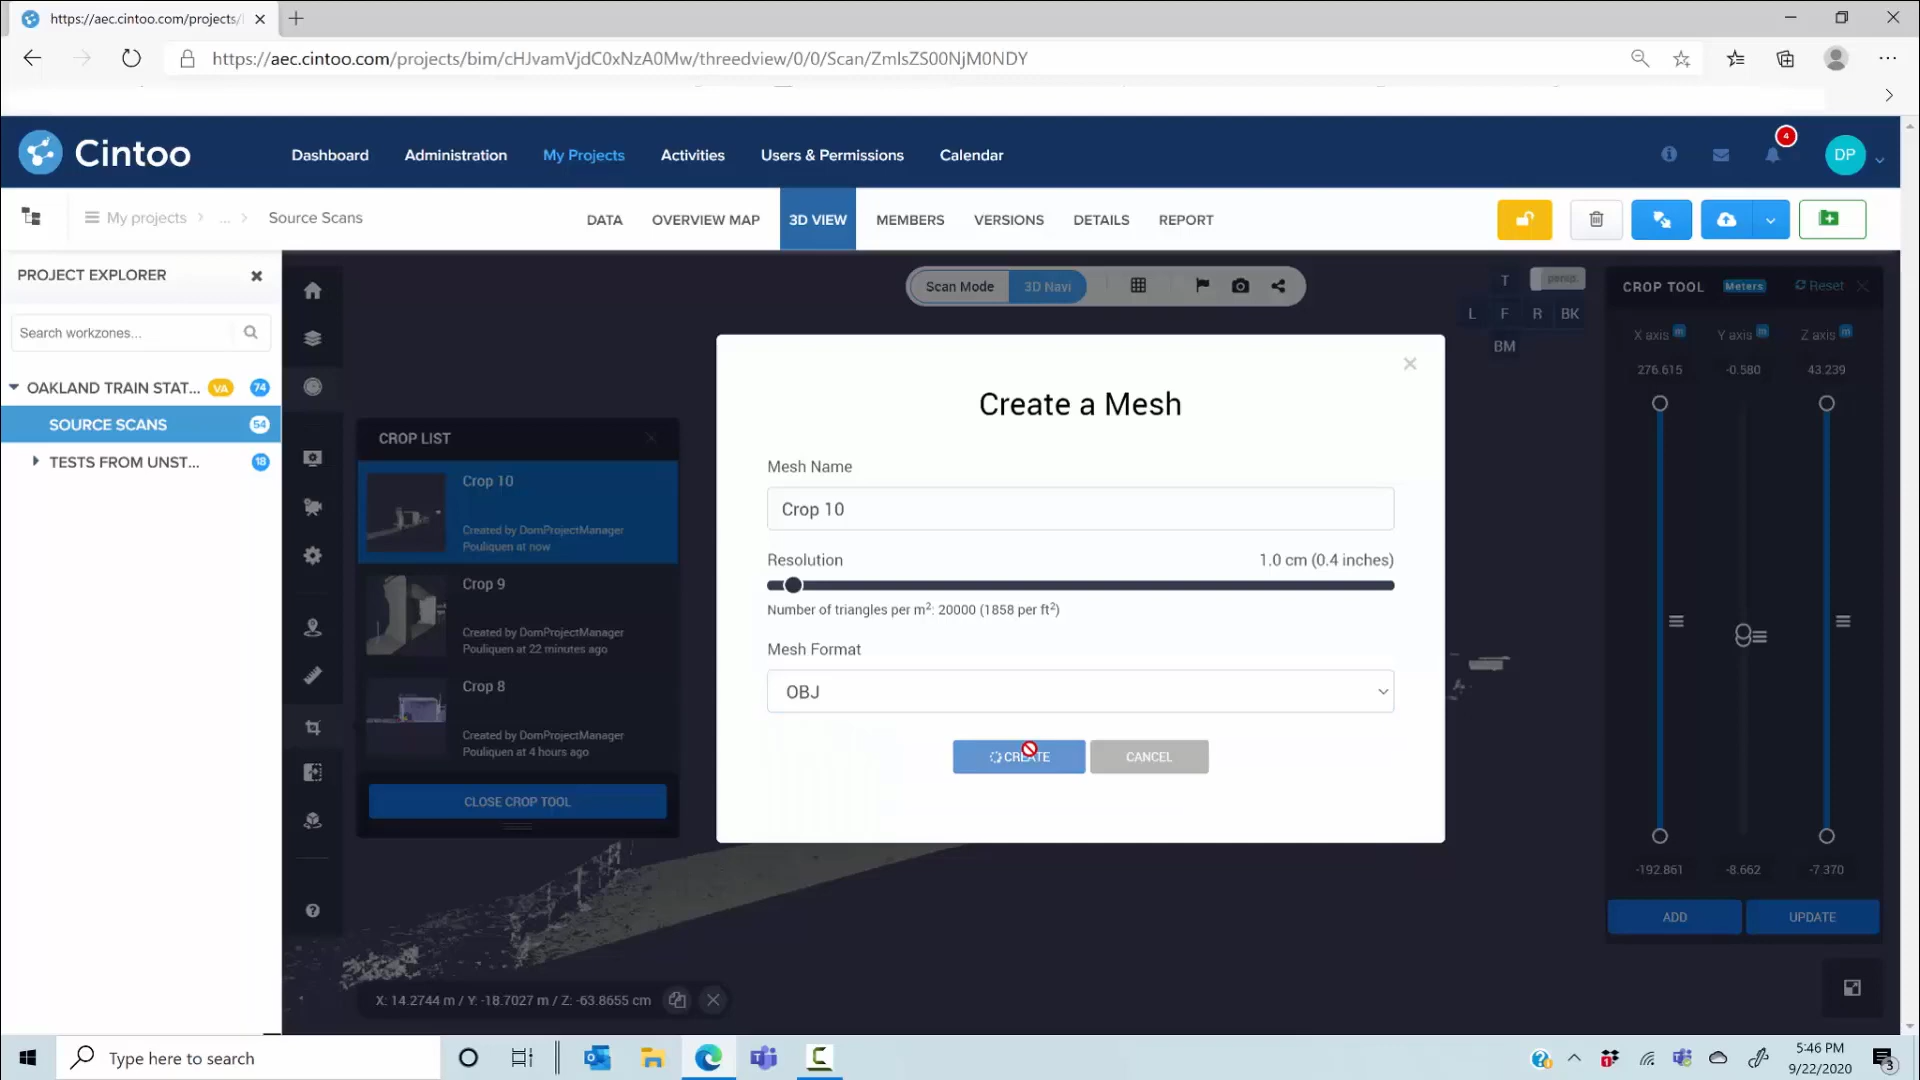 https://aec.cintoo.com/projects/
https://aec.cintoo.com/projects/bim/cHJvamVjdC0xNzA0Mw/threedview/0/0/Scan/ZmlsZS00NjM0NDY
Cintoo
Dashboard
Administration
My Projects
Activities
Users & Permissions
Calendar
4
DP
My projects
...
Source Scans
DATA
OVERVIEW MAP
3D VIEW
MEMBERS
VERSIONS
DETAILS
REPORT
PROJECT EXPLORER
Search workzones...
OAKLAND TRAIN STAT... VA 74
SOURCE SCANS 54
TESTS FROM UNST... 18
Scan Mode
3D Navi
T
persp.
L F R BK
BM
CROP TOOL Meters Reset
X axis m Y axis m Z axis m
276.615 -0.580 43.239
-192.861 -8.662 -7.370
ADD
UPDATE
CROP LIST
Crop 10
Created by DomProjectManager
Pouliquen at now
Crop 9
Created by DomProjectManager
Pouliquen at 22 minutes ago
Crop 8
Created by DomProjectManager
Pouliquen at 4 hours ago
CLOSE CROP TOOL
Create a Mesh
Mesh Name
Crop 10
Resolution 1.0 cm (0.4 inches)
Number of triangles per m²: 20000 (1858 per ft²)
Mesh Format
OBJ
CREATE
CANCEL
X: 14.2744 m / Y: -18.7027 m / Z: -63.8655 cm
Type here to search
5:46 PM
9/22/2020
3